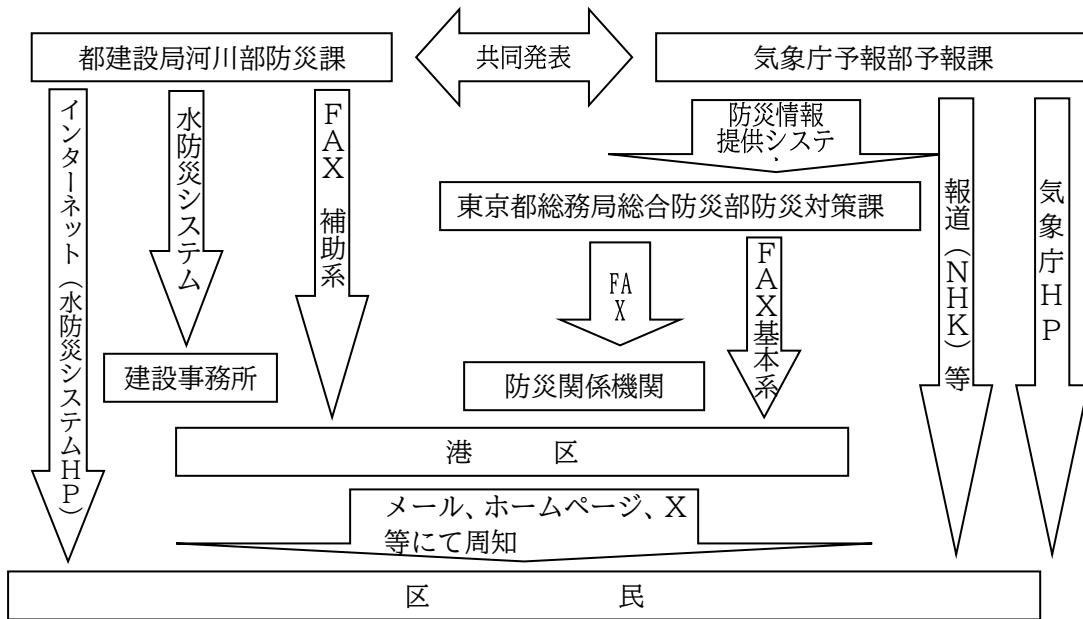 都建設局河川部防災課
共同発表
気象庁予報部予報課
インターネット（水防災システムHP）
水防災システム
FAX　補助系
防災情報
提供システ
東京都総務局総合防災部防災対策課
報道（NHK）等
気象庁HP
FA
X
FAX基本系
建設事務所
防災関係機関
港　　区
メール、ホームページ、X
等にて周知
区　　民